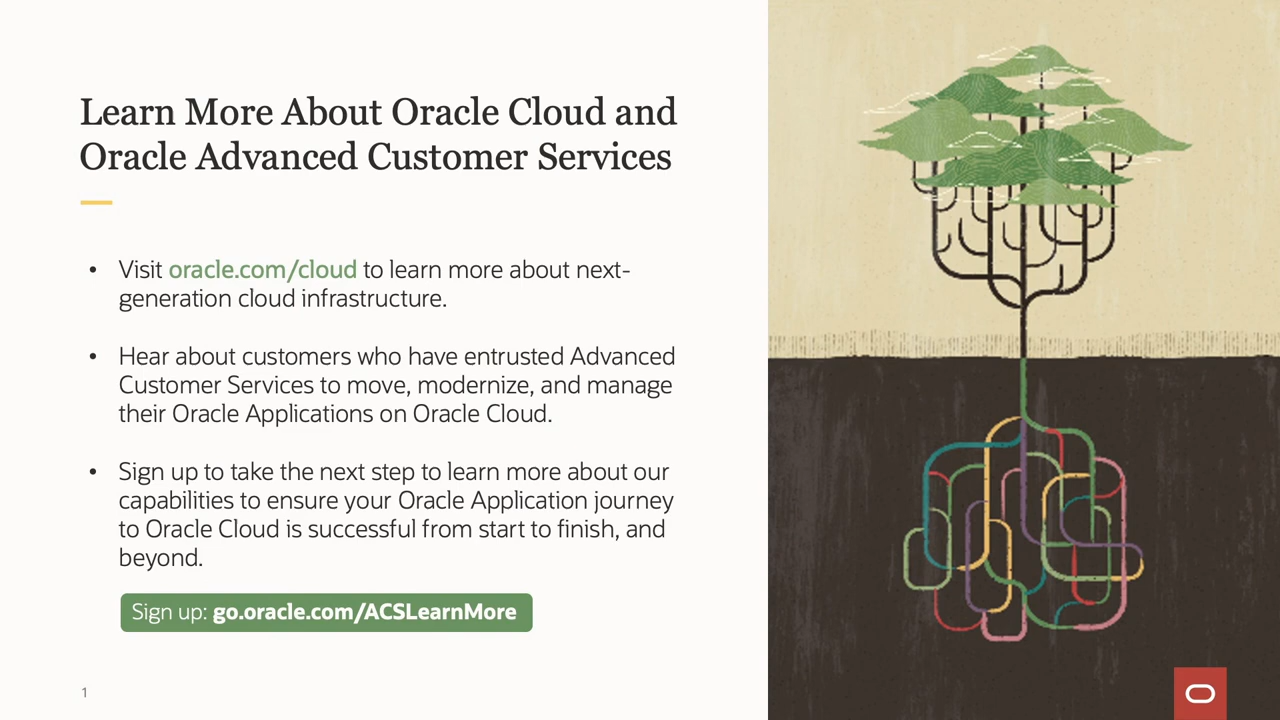 Learn More About Oracle Cloud and
Oracle Advanced Customer Services
• Visit oracle.com/cloud to learn more about next-
generation cloud infrastructure.
• Hear about customers who have entrusted Advanced
Customer Services to move, modernize, and manage
their Oracle Applications on Oracle Cloud.
• Sign up to take the next step to learn more about our
capabilities to ensure your Oracle Application journey
to Oracle Cloud is successful from start to finish, and
beyond.
Sign up: go.oracle.com/ACSLearnMore
1